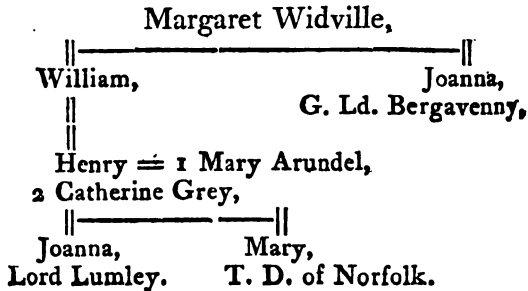 Margaret Widville,
William, Joanna,
G. Ld. Bergavenny,
Henry = 1 Mary Arundel,
2 Catherine Grey,
Joanna, Mary,
Lord Lumley. T. D. of Norfolk.